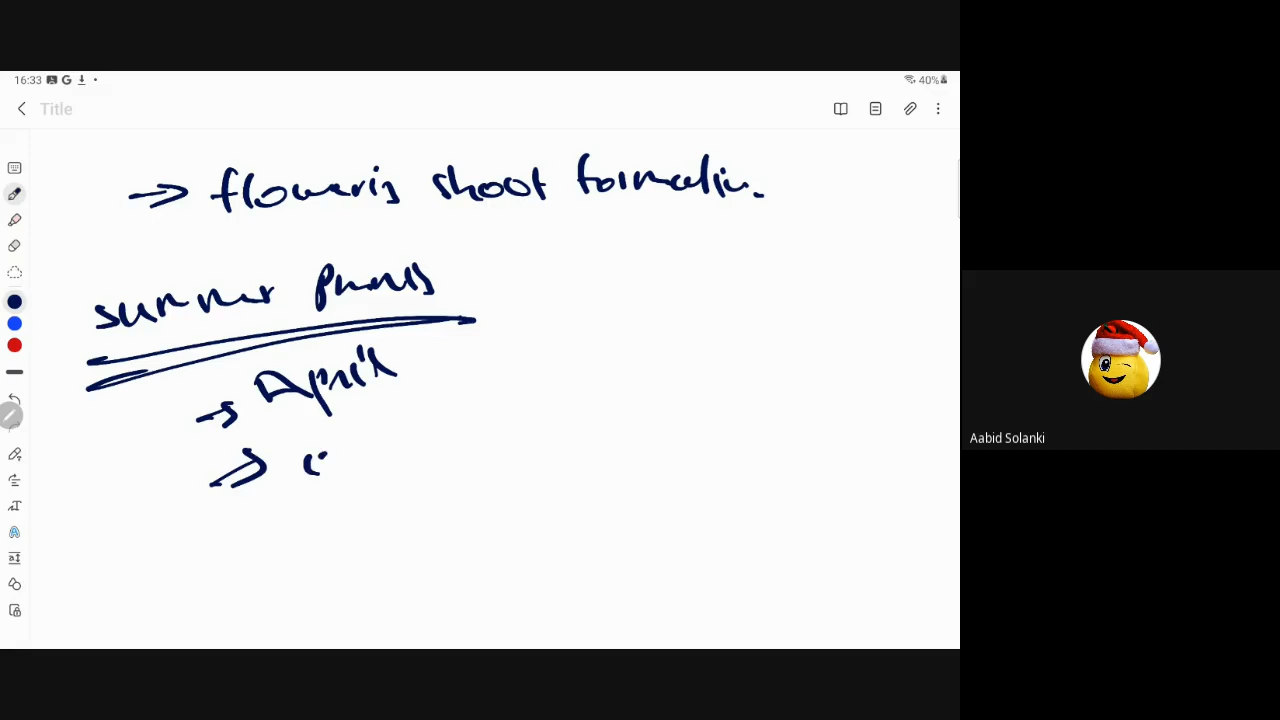 16:33 40%
Title
→ flowering shoot formation.
summer
→ April
→
Aabid Solanki